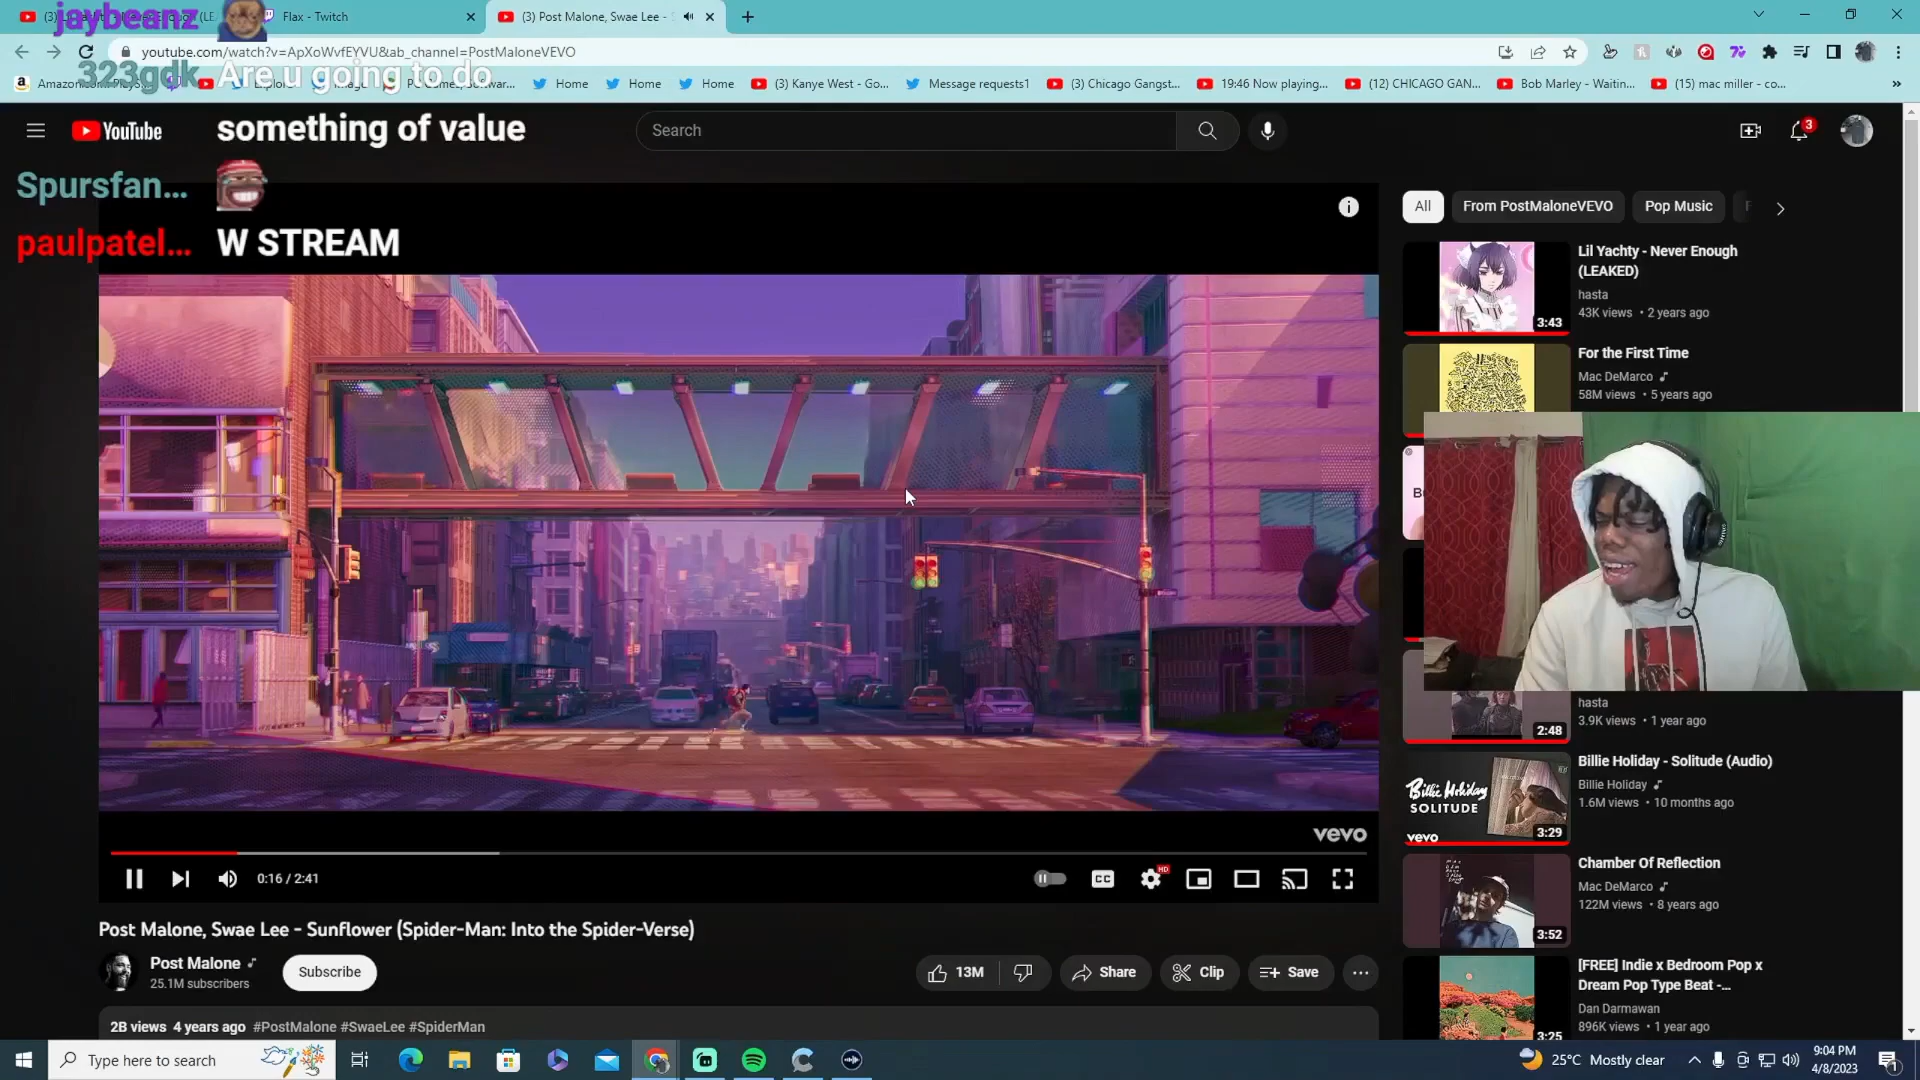 jaybeanz
Flax - Twitch
(3) Post Malone, Swae Lee -
youtube.com/watch?v=ApXoWvfEYVU&ab_channel=PostMaloneVEVO
323gdk Are u going to do
something of value
Home
Home
Home
(3) Kanye West - Go...
Message requests1
(3) Chicago Gangst...
19:46 Now playing...
(12) CHICAGO GAN...
Bob Marley - Waitin...
(15) mac miller - co...
YouTube
Search
3
Spursfan...
paulpatel... W STREAM
All
From PostMaloneVEVO
Pop Music
Lil Yachty - Never Enough
(LEAKED)
hasta
43K views • 2 years ago
3:43
For the First Time
Mac DeMarco
58M views • 5 years ago
hasta
3.9K views • 1 year ago
2:48
Billie Holiday - Solitude (Audio)
Billie Holiday
1.6M views • 10 months ago
Billie Holiday
SOLITUDE
vevo
3:29
Chamber Of Reflection
Mac DeMarco
122M views • 8 years ago
3:52
[FREE] Indie x Bedroom Pop x
Dream Pop Type Beat -...
Dan Darmawan
896K views • 1 year ago
3:25
vevo
0:16 / 2:41
CC
HD
Post Malone, Swae Lee - Sunflower (Spider-Man: Into the Spider-Verse)
Post Malone
25.1M subscribers
Subscribe
13M
Share
Clip
Save
2B views 4 years ago #PostMalone #SwaeLee #SpiderMan
Type here to search
25°C Mostly clear
9:04 PM
4/8/2023
1